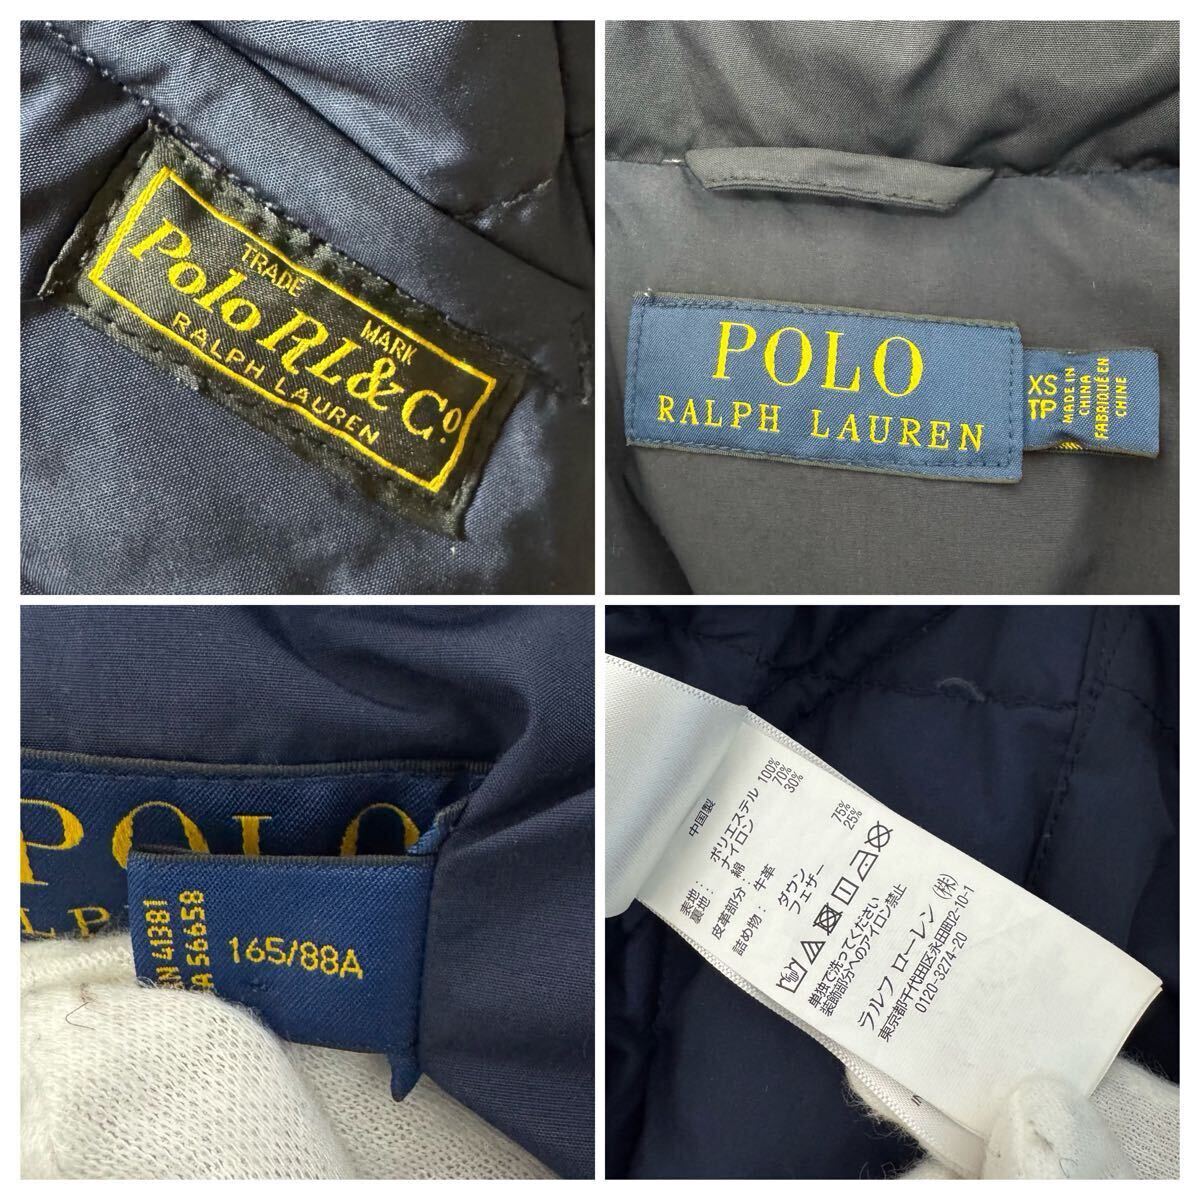 TRADE MARK
Polo RL & Co
RALPH LAUREN
POLO
RALPH LAUREN
XS
TP
MADE IN
CHINA
FABRIQUÉ EN
CHINE
POLO
LP
N 41381
A 56658
165/88A
中国製
表地: ポリエステル 100%
裏地: ナイロン 70%
綿 30%
皮革部分: 牛革
詰め物: ダウン 75%
フェザー 25%
単独で洗ってください
装飾部分へのアイロン禁止
ラルフ ローレン (株)
東京都千代田区永田町2-10-1
0120-3274-20